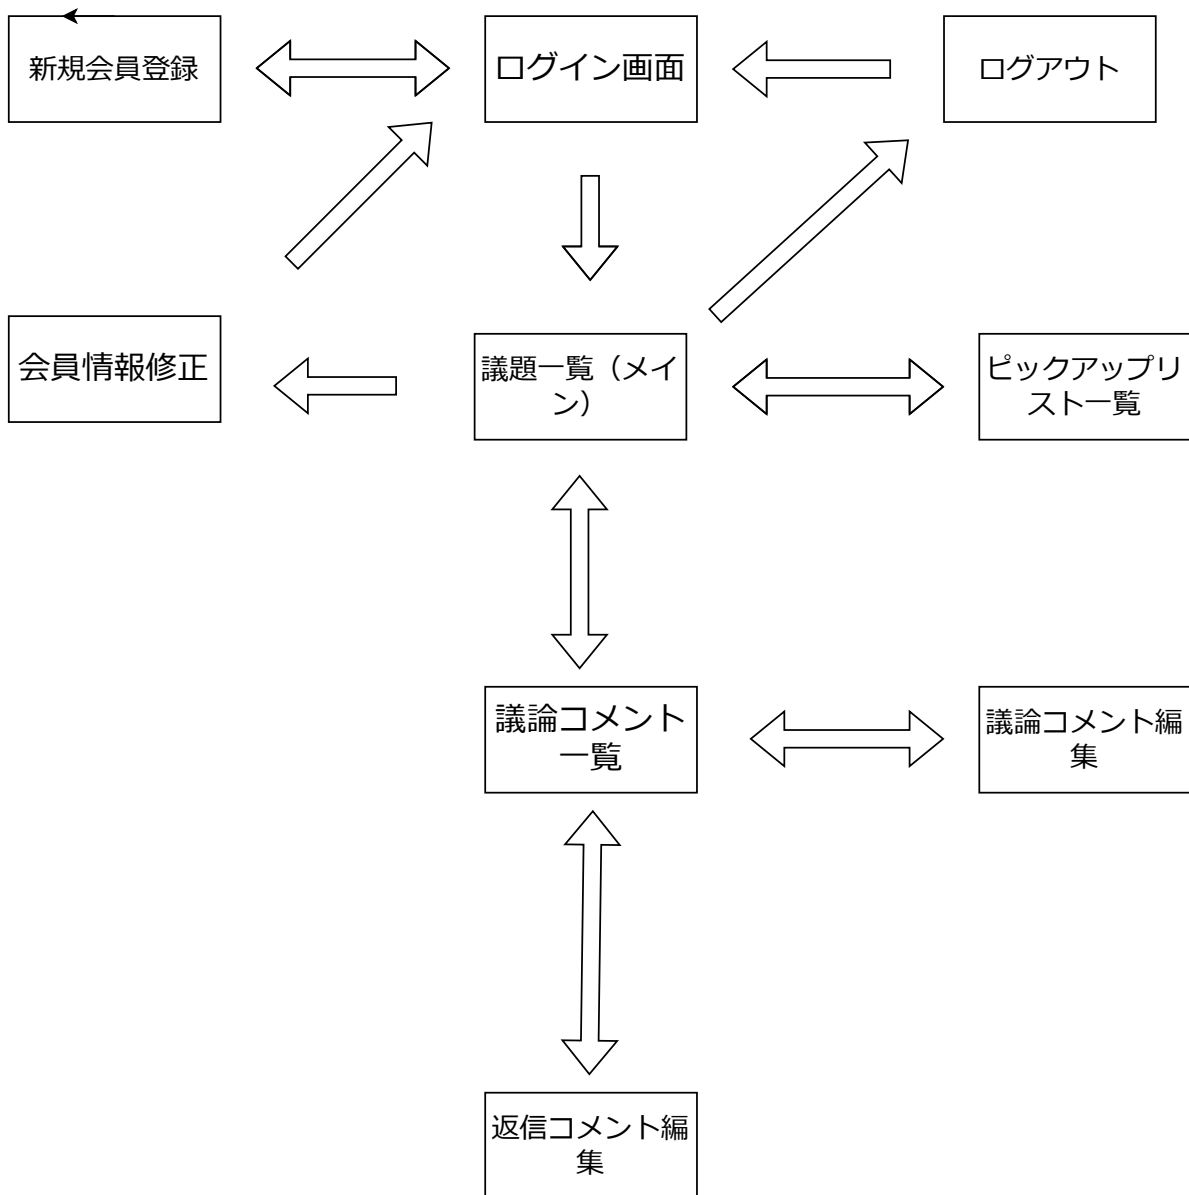 新規会員登録
ログイン画面
ログアウト
会員情報修正
議題一覧（メイ
ン）
ピックアップリ
スト一覧
議論コメント
一覧
議論コメント編
集
返信コメント編
集